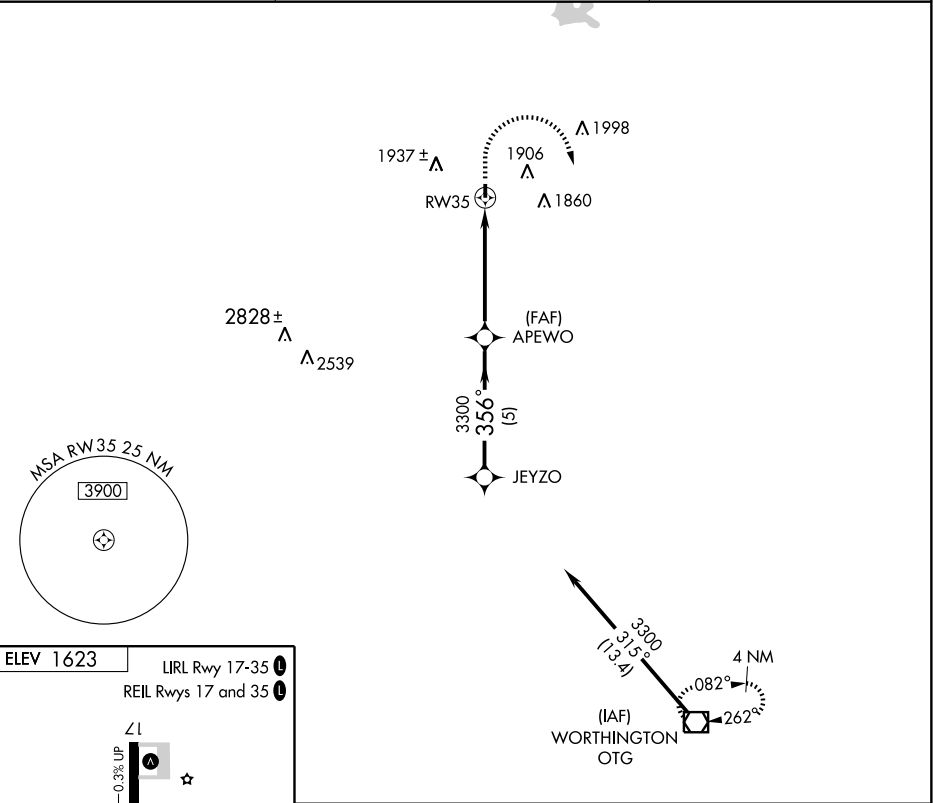 1998
1937 ±
1906
RW35
1860
2828 ±
(FAF)
APEWO
2539
3300
356°
(5)
MSA RW35 25 NM
3900
JEYZO
3300
315°
(13.4)
4 NM
082°
262°
(IAF)
WORTHINGTON
OTG
ELEV 1623
LIRL Rwy 17-35 L
REIL Rwys 17 and 35 L
17
0.3% UP